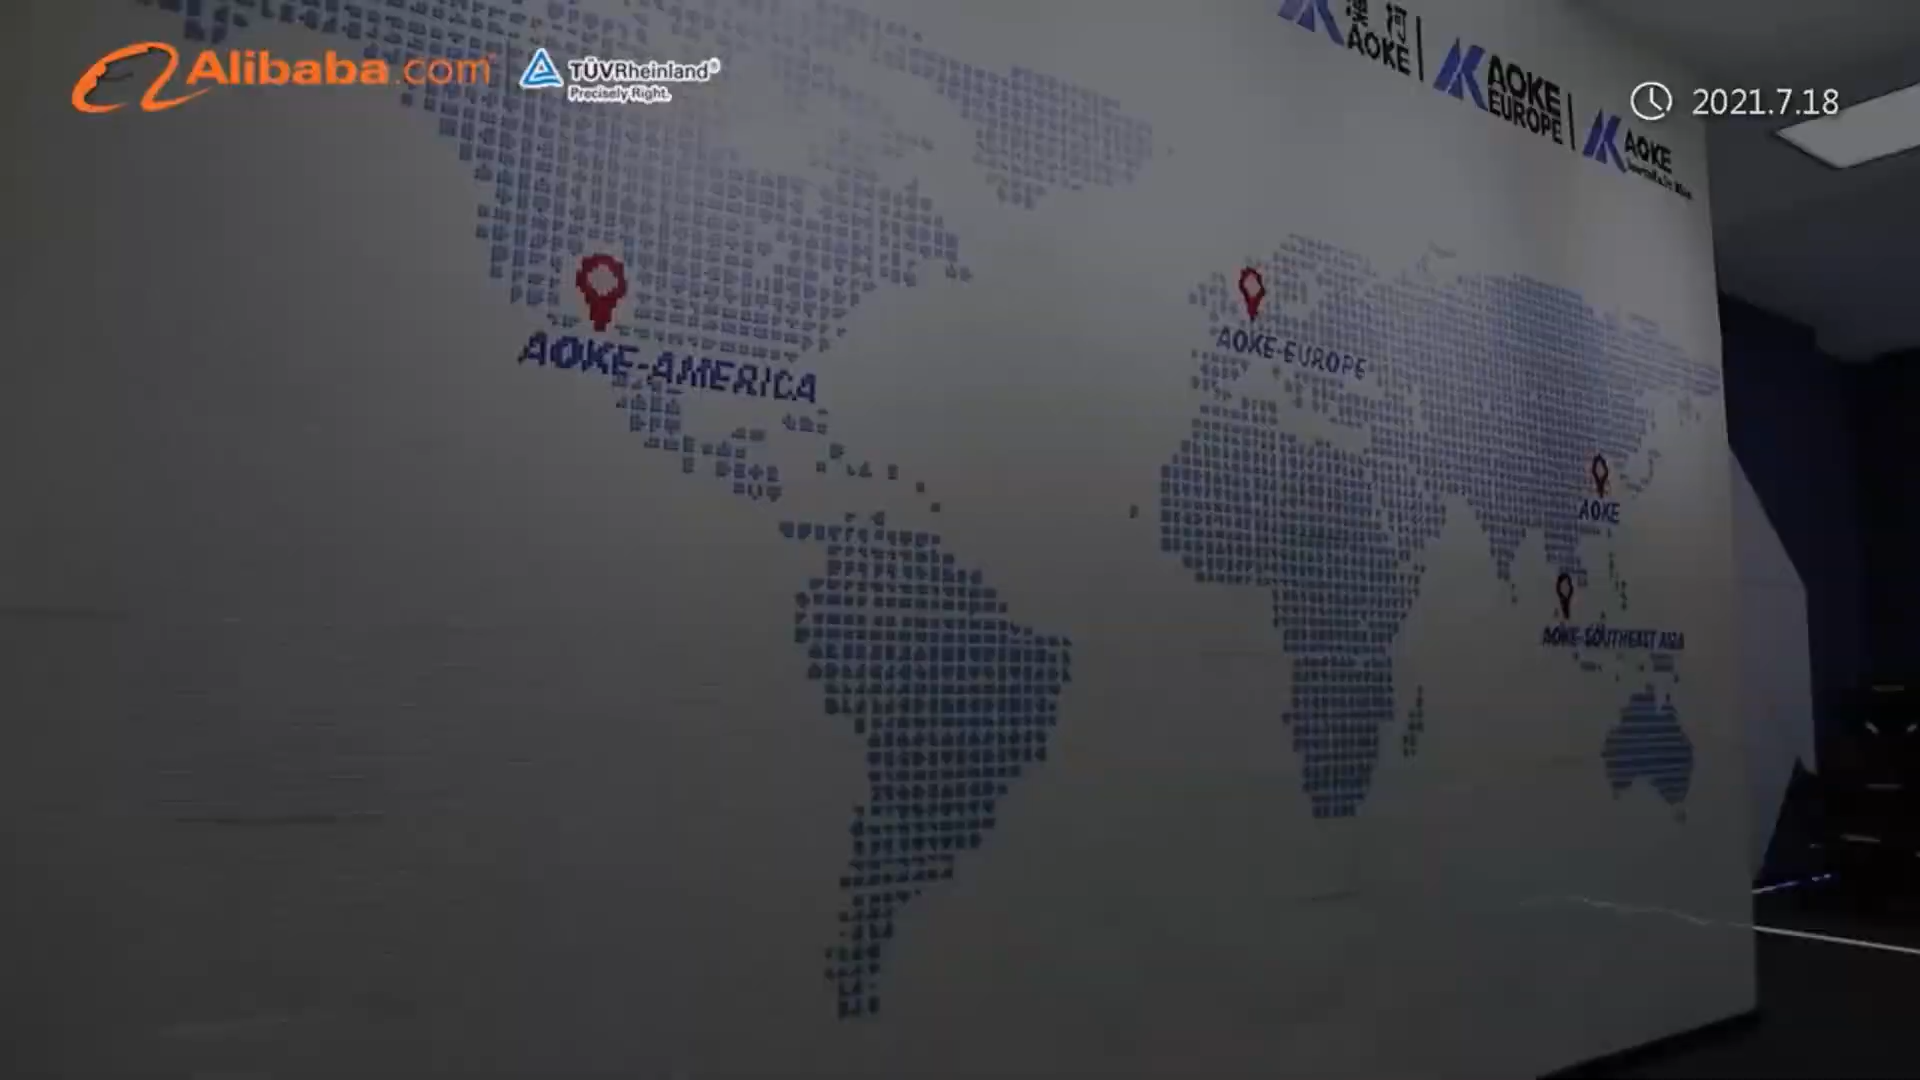 Alibaba.com
TÜVRheinland®
Precisely Right.
2021.7.18
澳河
AOKE
AOKE
EUROPE
AOKE
AOKE-AMERICA
AOKE-EUROPE
AOKE
AOKE-SOUTHEAST ASIA